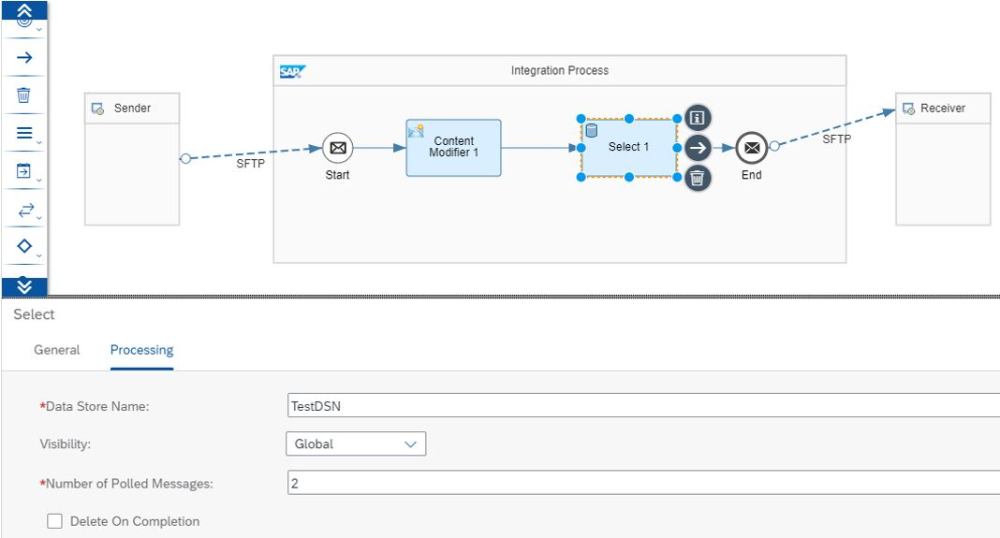 SAP
Integration Process
Sender
Receiver
Content
Modifier 1
Select 1
SFTP
SFTP
Start
End
Select
General
Processing
*Data Store Name:
TestDSN
Visibility:
Global
*Number of Polled Messages:
2
Delete On Completion